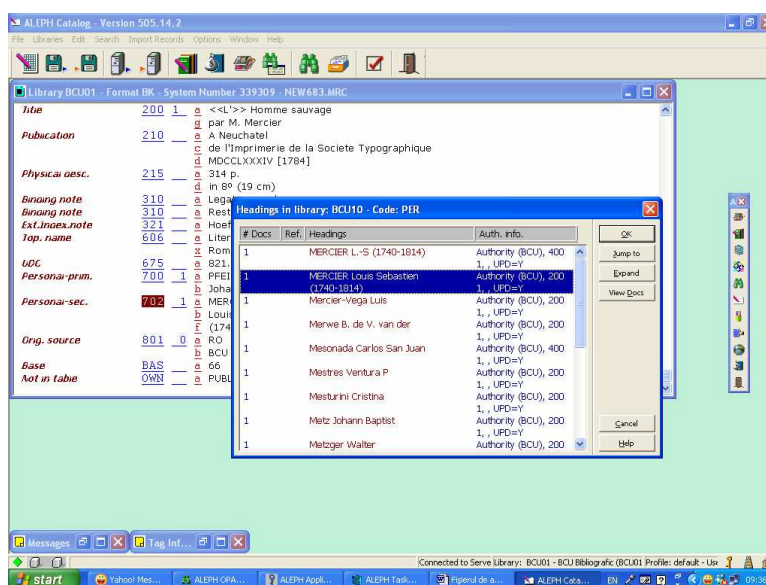 ALEPH Catalog - Version 505.14.2
File Libraries Edit Search Import Records Options Window Help
Library BCU01 - Format BK - System Number 339309 - NEW683.MRC
Title 200 1 a <<L'>> Homme sauvage
g par M. Mercier
Publication 210 a A Neuchatel
c de l'Imprimerie de la Societe Typographique
d MDCCLXXXIV [1784]
Physical desc. 215 a 314 p.
d in 8º (19 cm)
Binding note 310 a Lega
Binding note 310 a Rest
Ext.index.note 321 a Hoef
Top. name 606 a Liter
x Rom
UDC 675 a 821.
Personal-prim. 700 1 a PFEI
b Joha
Personal-sec. 702 1 a MER
b Louis
f (174
Orig. source 801 0 a RO
b BCU
Base BAS a 66
Not in table OWN a PUBL
Headings in library: BCU10 - Code: PER
# Docs Ref. Headings Auth. info.
1 MERCIER L.-S (1740-1814) Authority (BCU), 400
1, , UPD=Y
1 MERCIER Louis Sebastien Authority (BCU), 200
(1740-1814) 1, , UPD=Y
1 Mercier-Vega Luis Authority (BCU), 200
1, , UPD=Y
1 Merwe B. de V. van der Authority (BCU), 200
1, , UPD=Y
1 Mesonada Carlos San Juan Authority (BCU), 400
1, , UPD=Y
1 Mestres Ventura P Authority (BCU), 200
1, , UPD=Y
1 Mesturini Cristina Authority (BCU), 200
1, , UPD=Y
1 Metz Johann Baptist Authority (BCU), 200
1, , UPD=Y
1 Metzger Walter Authority (BCU), 200
OK
Jump to
Expand
View Docs
Cancel
Help
Messages
Tag Inf...
Connected to Serve Library: BCU01 - BCU Bibliografic (BCU01 Profile: default - Use
start Yahoo! Mes... ALEPH OPA... ALEPH Appli... ALEPH Task... Fişierul de a... ALEPH Cata... EN 09:36